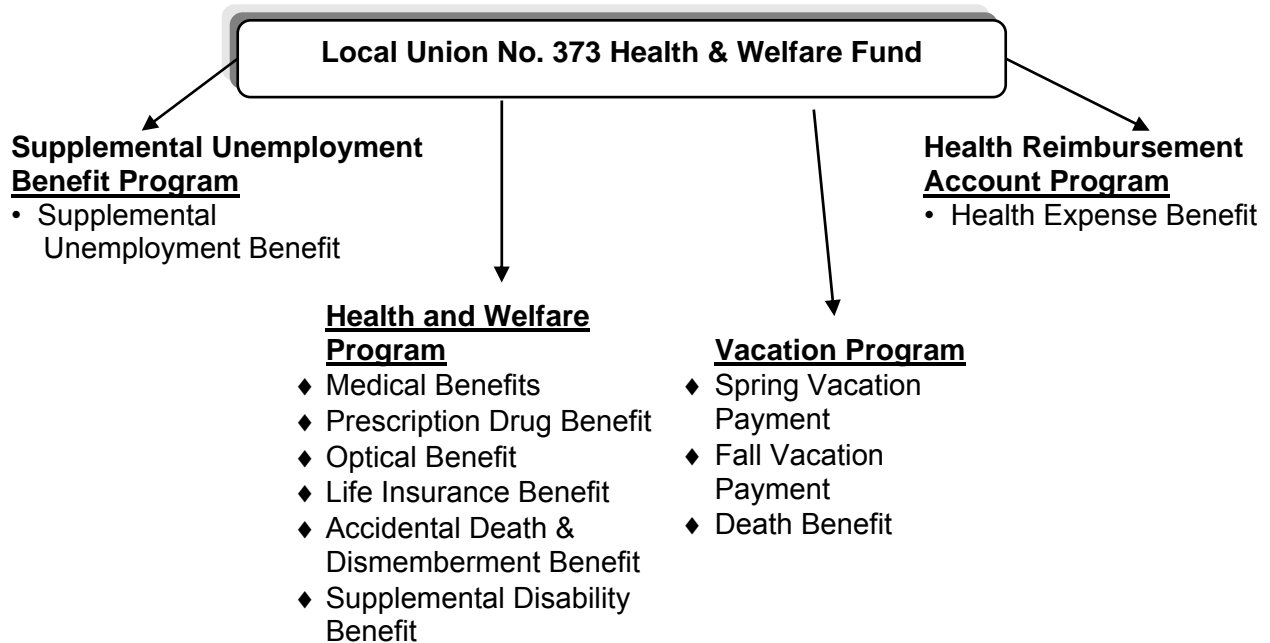 Local Union No. 373 Health & Welfare Fund
Supplemental Unemployment
Benefit Program
• Supplemental
Unemployment Benefit
Health Reimbursement
Account Program
• Health Expense Benefit
Health and Welfare
Program
♦ Medical Benefits
♦ Prescription Drug Benefit
♦ Optical Benefit
♦ Life Insurance Benefit
♦ Accidental Death &
Dismemberment Benefit
♦ Supplemental Disability
Benefit
Vacation Program
♦ Spring Vacation
Payment
♦ Fall Vacation
Payment
♦ Death Benefit